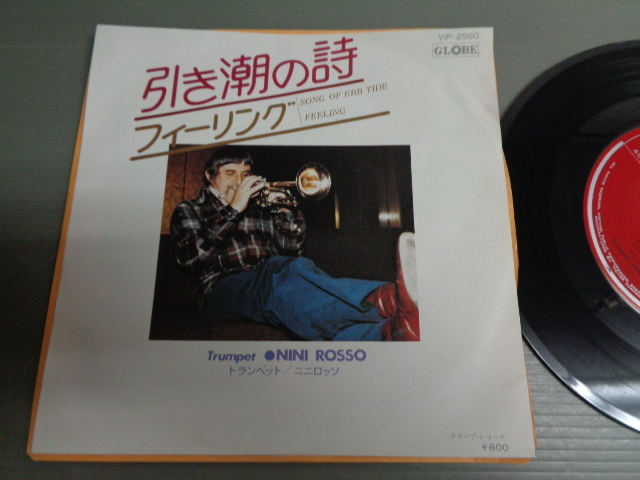 VIP-2560
GLOBE
引き潮の詩
SONG OF EBB TIDE
フィーリング
FEELING
Trumpet ●NINI ROSSO
トランペット／ニニロッソ
グローブ・レコード
¥600